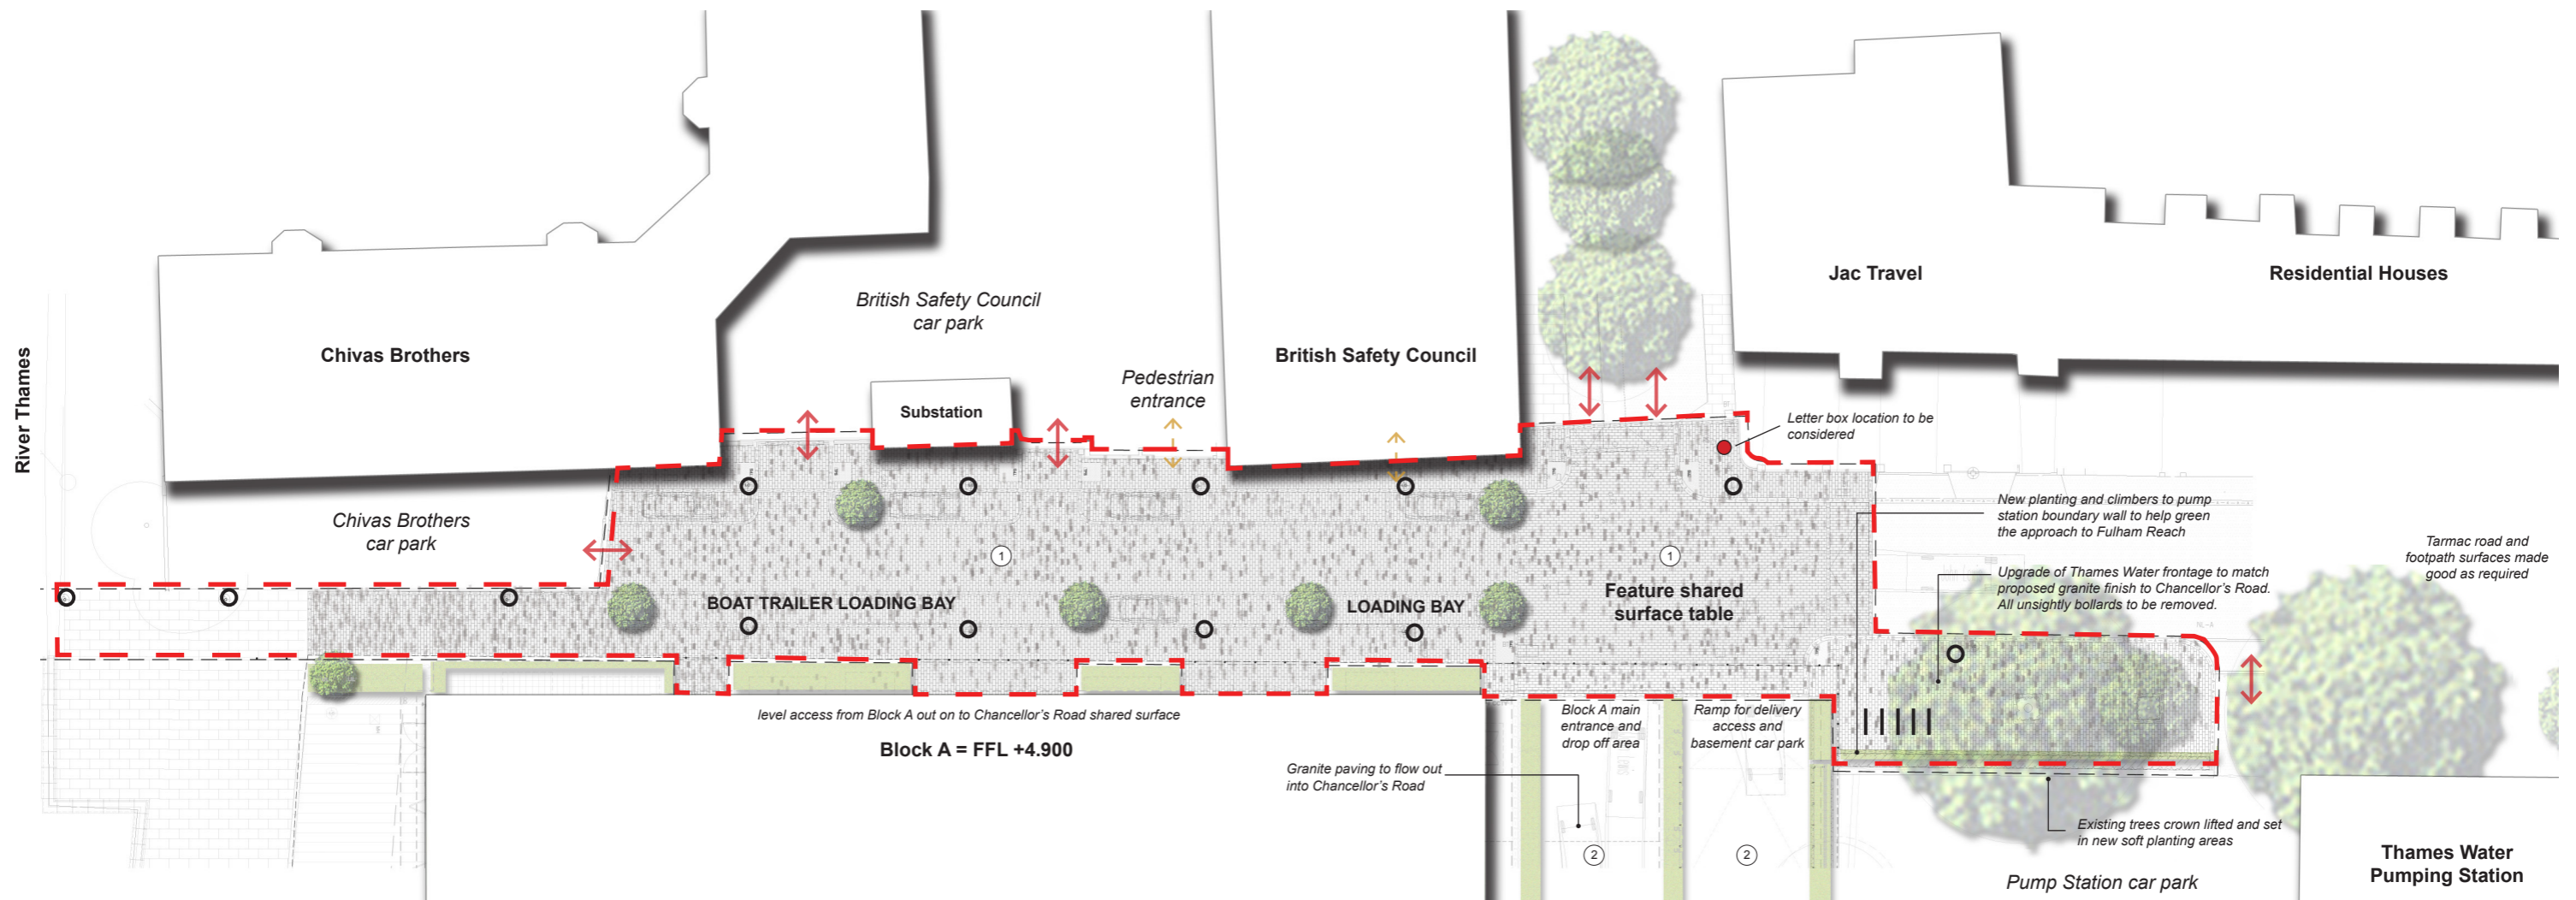 River Thames
Chivas Brothers
Chivas Brothers
car park
British Safety Council
car park
Substation
Pedestrian
entrance
British Safety Council
Jac Travel
Residential Houses
Letter box location to be
considered
New planting and climbers to pump
station boundary wall to help green
the approach to Fulham Reach
Upgrade of Thames Water frontage to match
proposed granite finish to Chancellor's Road.
All unsightly bollards to be removed.
Tarmac road and
footpath surfaces made
good as required
1
1
BOAT TRAILER LOADING BAY
LOADING BAY
Feature shared
surface table
level access from Block A out on to Chancellor's Road shared surface
Block A = FFL +4.900
Block A main
entrance and
drop off area
Ramp for delivery
access and
basement car park
Granite paving to flow out
into Chancellor's Road
2
2
Existing trees crown lifted and set
in new soft planting areas
Pump Station car park
Thames Water
Pumping Station